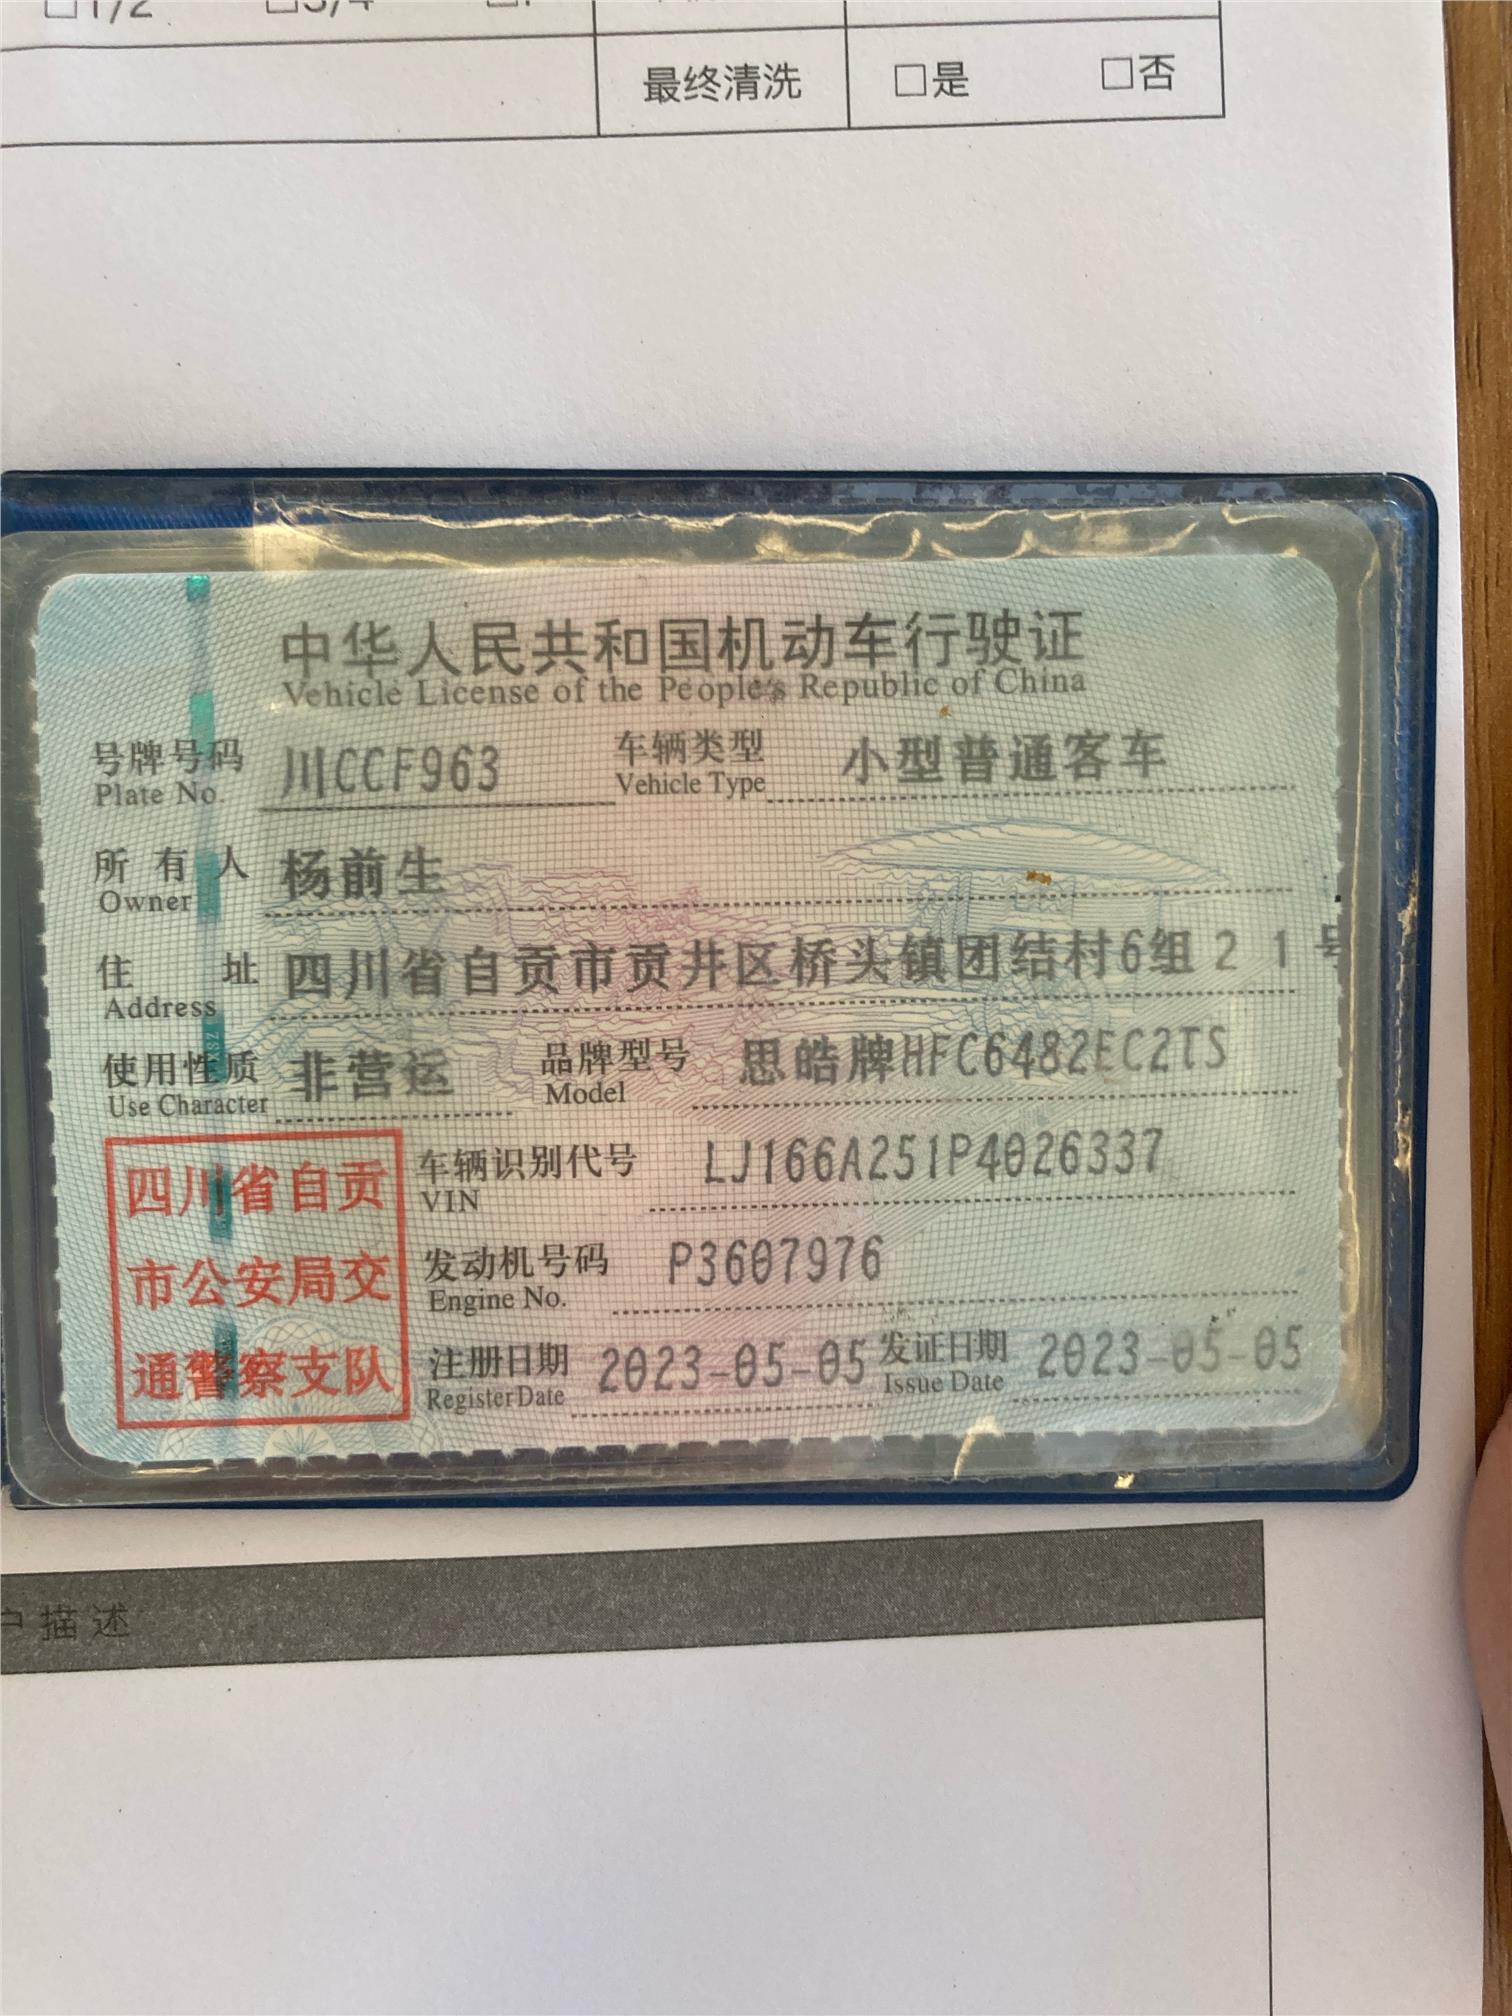 □1/2 □3/4
最终清洗 □是 □否
中华人民共和国机动车行驶证
Vehicle License of the People's Republic of China
号牌号码 川CCF963 车辆类型 小型普通客车
Plate No. Vehicle Type
所有人 杨前生
Owner
住址 四川省自贡市贡井区桥头镇团结村6组21号
Address
使用性质 非营运 品牌型号 思皓牌HFC6482EC2TS
Use Character Model
四川省自贡
市公安局交
通警察支队
车辆识别代号 LJ166A251P4026337
VIN
发动机号码 P3607976
Engine No.
注册日期 2023-05-05 发证日期 2023-05-05
Register Date Issue Date
户描述